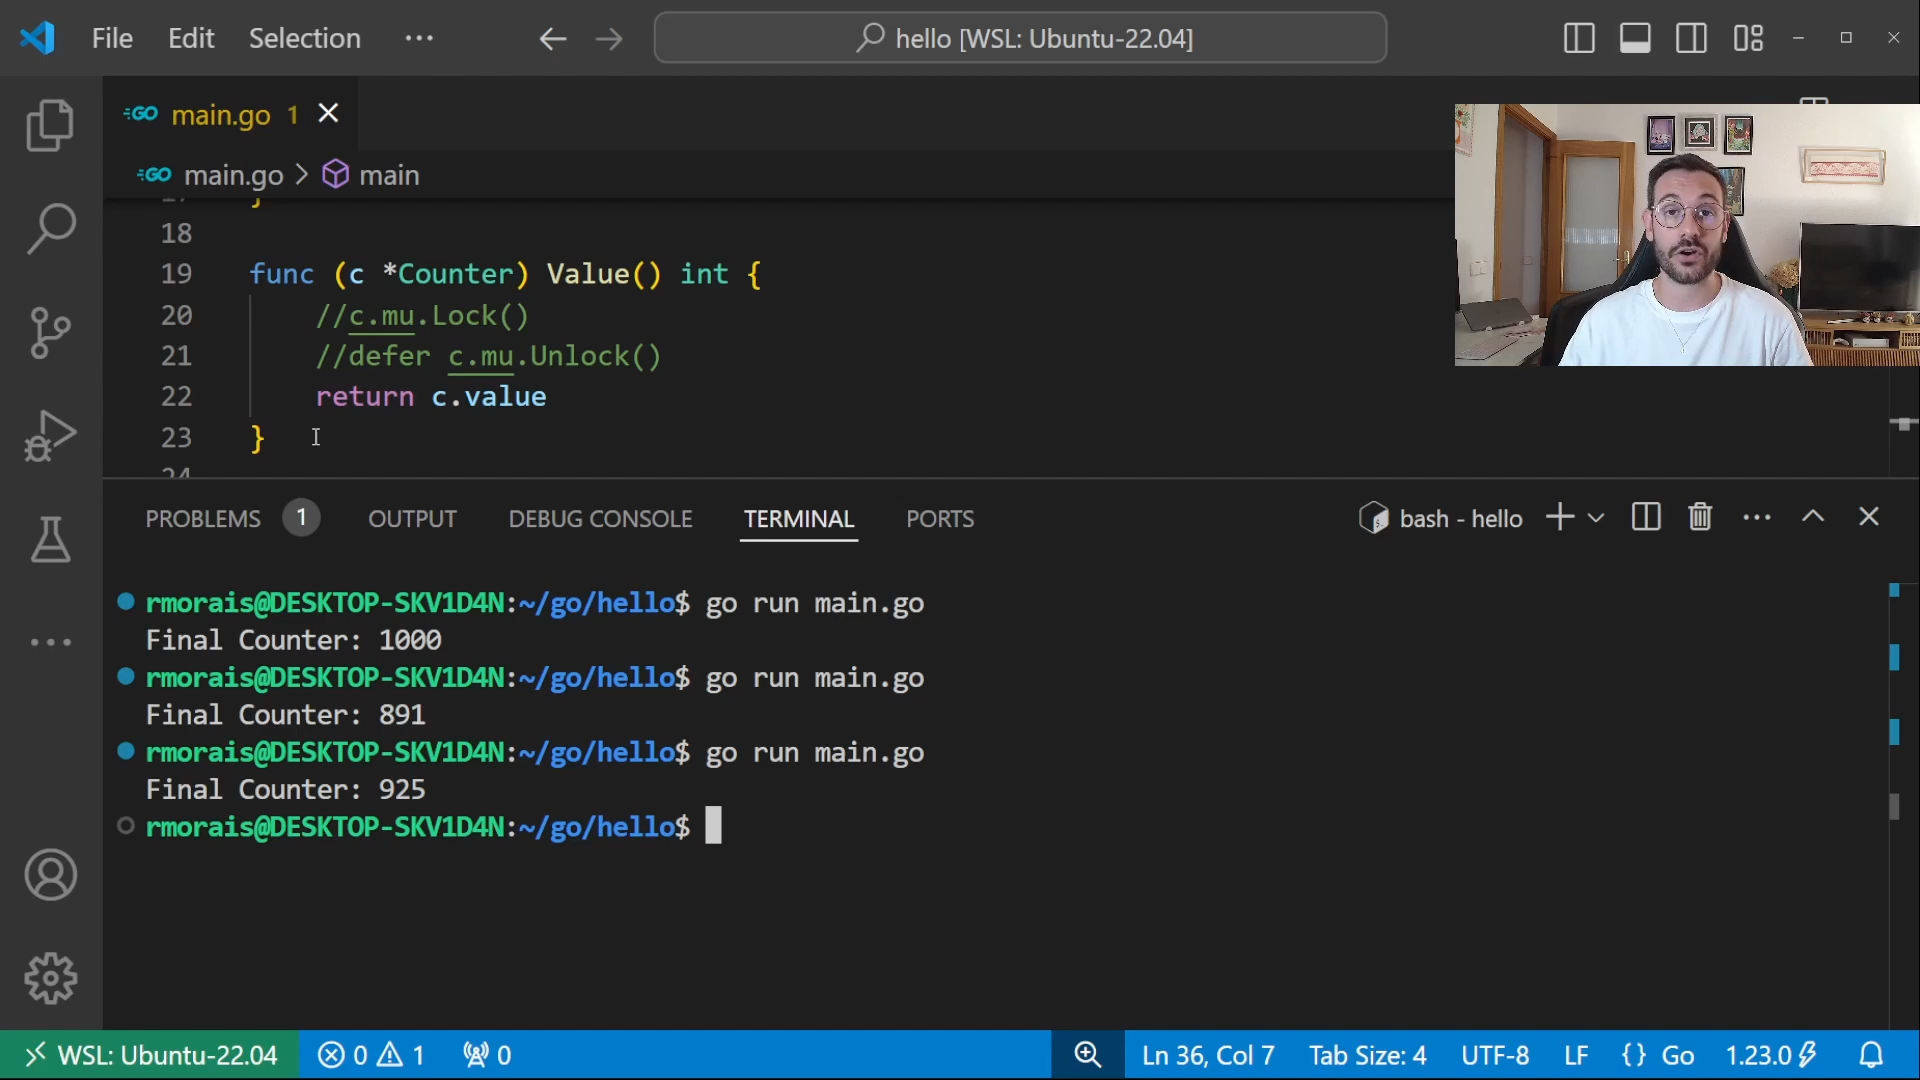 File Edit Selection ··· hello [WSL: Ubuntu-22.04]
GO main.go 1
GO main.go > main
18
19 func (c *Counter) Value() int {
20 //c.mu.Lock()
21 //defer c.mu.Unlock()
22 return c.value
23 }
PROBLEMS 1 OUTPUT DEBUG CONSOLE TERMINAL PORTS bash - hello
rmorais@DESKTOP-SKV1D4N:~/go/hello$ go run main.go
Final Counter: 1000
rmorais@DESKTOP-SKV1D4N:~/go/hello$ go run main.go
Final Counter: 891
rmorais@DESKTOP-SKV1D4N:~/go/hello$ go run main.go
Final Counter: 925
rmorais@DESKTOP-SKV1D4N:~/go/hello$
WSL: Ubuntu-22.04 0 1 0 Ln 36, Col 7 Tab Size: 4 UTF-8 LF {} Go 1.23.0